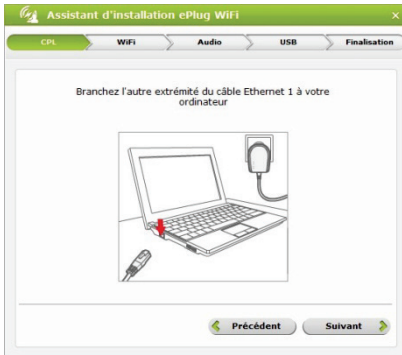 Assistant d'installation ePlug WiFi
CPL
WiFi
Audio
USB
Finalisation
Branchez l'autre extrémité du câble Ethernet 1 à votre
ordinateur
Précédent
Suivant